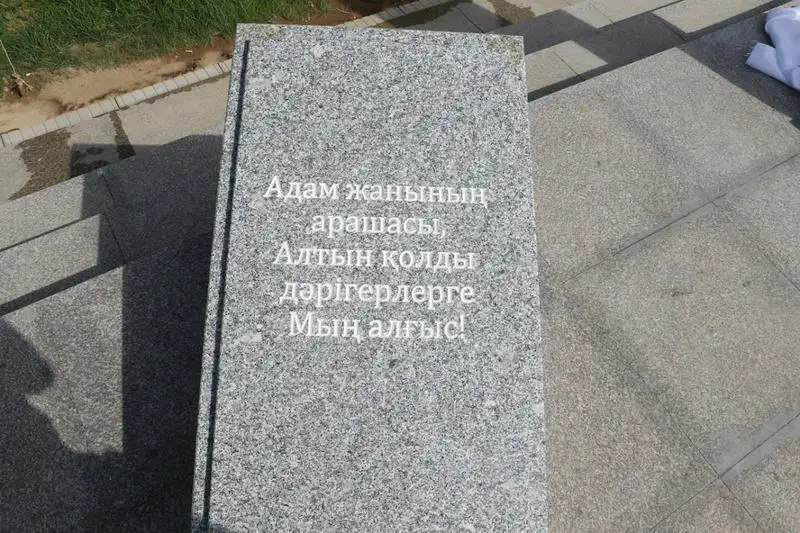 Адам жанының
арашасы,
Алтын қолды
дәрігерлерге
Мың алғыс!